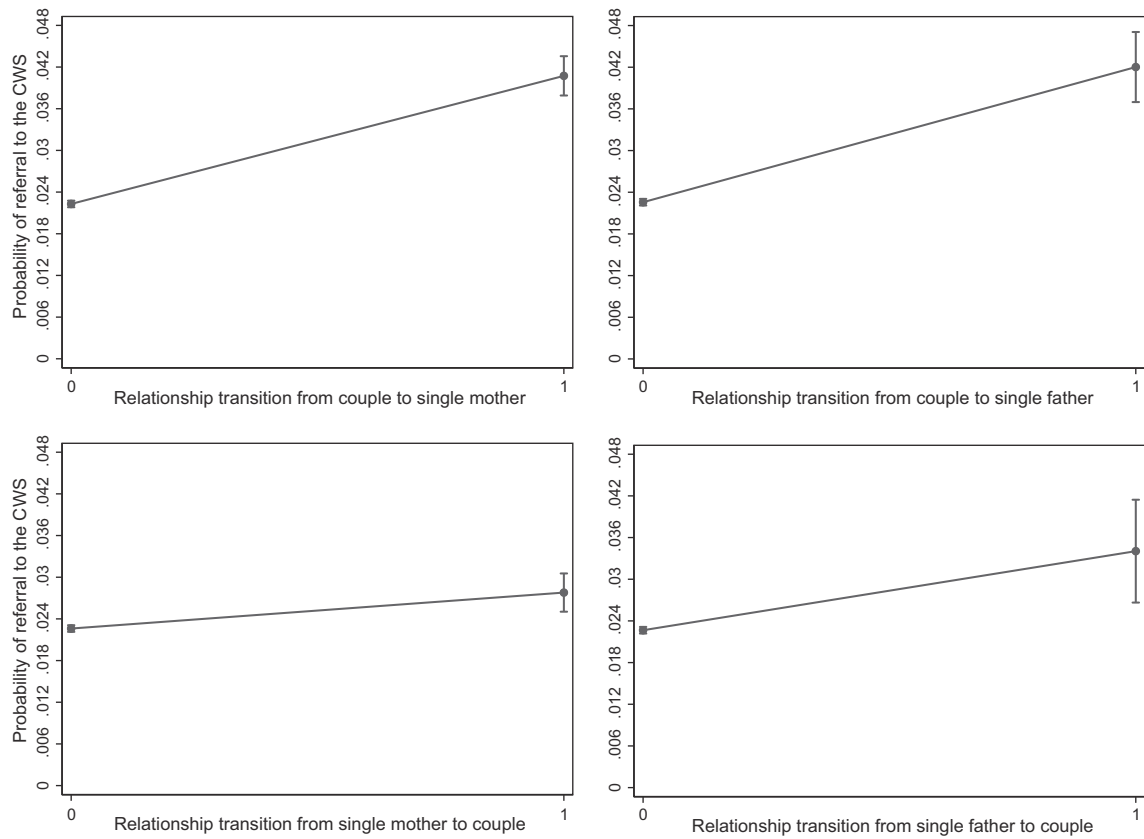 Probability of referral to the CWS
0 .006 .012 .018 .024 .03 .036 .042 .048
0 1
Relationship transition from couple to single mother
0 .006 .012 .018 .024 .03 .036 .042 .048
0 1
Relationship transition from couple to single father
Probability of referral to the CWS
0 .006 .012 .018 .024 .03 .036 .042 .048
0 1
Relationship transition from single mother to couple
0 .006 .012 .018 .024 .03 .036 .042 .048
0 1
Relationship transition from single father to couple